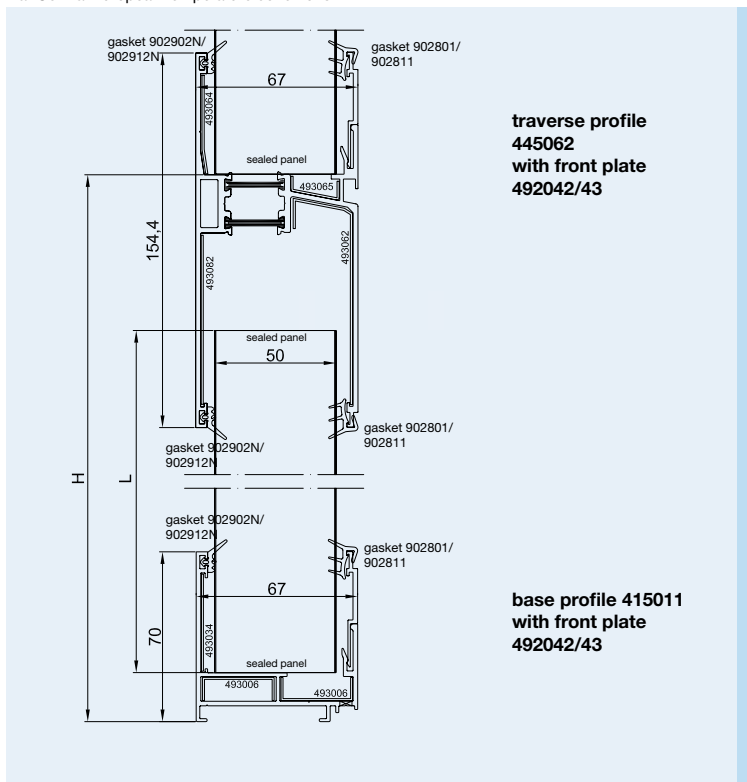 gasket 902902N/
902912N
gasket 902801/
902811
67
493064
sealed panel
493065
traverse profile
445062
with front plate
492042/43
154,4
493082
493062
sealed panel
50
gasket 902902N/
902912N
gasket 902801/
902811
H
L
gasket 902902N/
902912N
gasket 902801/
902811
67
70
493034
sealed panel
493006
493006
base profile 415011
with front plate
492042/43